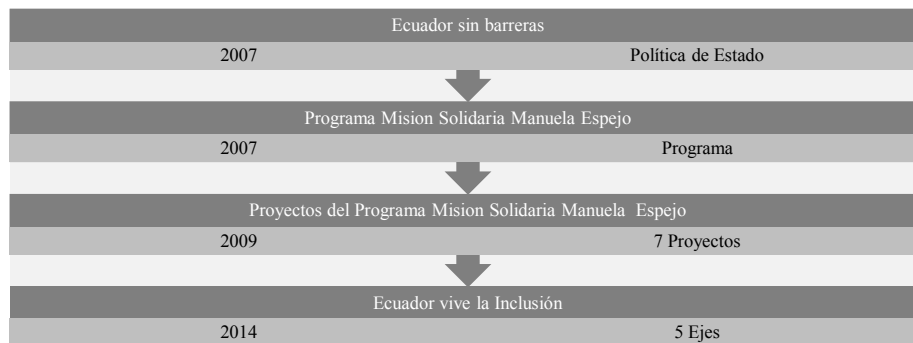 Ecuador sin barreras
2007 Política de Estado
Programa Mision Solidaria Manuela Espejo
2007 Programa
Proyectos del Programa Mision Solidaria Manuela Espejo
2009 7 Proyectos
Ecuador vive la Inclusión
2014 5 Ejes